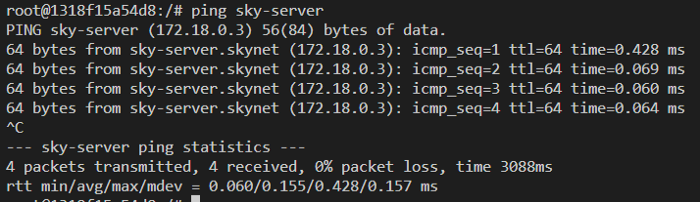 root@1318f15a54d8:/# ping sky-server
PING sky-server (172.18.0.3) 56(84) bytes of data.
64 bytes from sky-server.skynet (172.18.0.3): icmp_seq=1 ttl=64 time=0.428 ms
64 bytes from sky-server.skynet (172.18.0.3): icmp_seq=2 ttl=64 time=0.069 ms
64 bytes from sky-server.skynet (172.18.0.3): icmp_seq=3 ttl=64 time=0.060 ms
64 bytes from sky-server.skynet (172.18.0.3): icmp_seq=4 ttl=64 time=0.064 ms
^C
--- sky-server ping statistics ---
4 packets transmitted, 4 received, 0% packet loss, time 3088ms
rtt min/avg/max/mdev = 0.060/0.155/0.428/0.157 ms
root@1318f15a54d8:/#